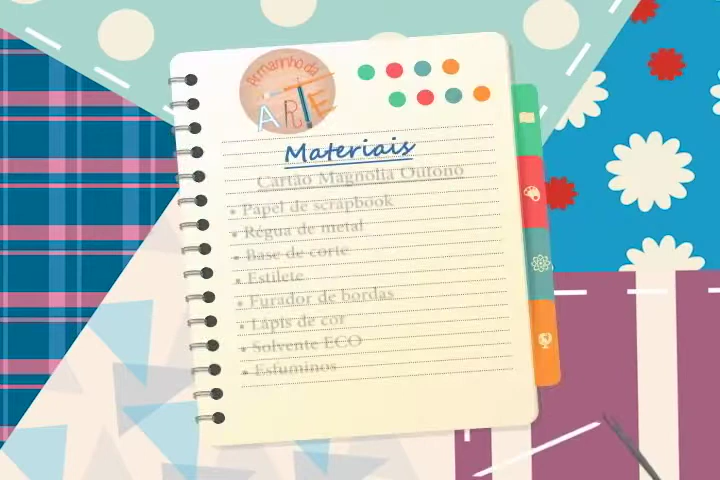 Armarinho da
ARTE
Materiais
Cartão Magnolia Outono
• Papel de scrapbook
• Régua de metal
• Base de corte
• Estilete
• Furador de bordas
• Lápis de cor
• Solvente ECO
• Esfuminos